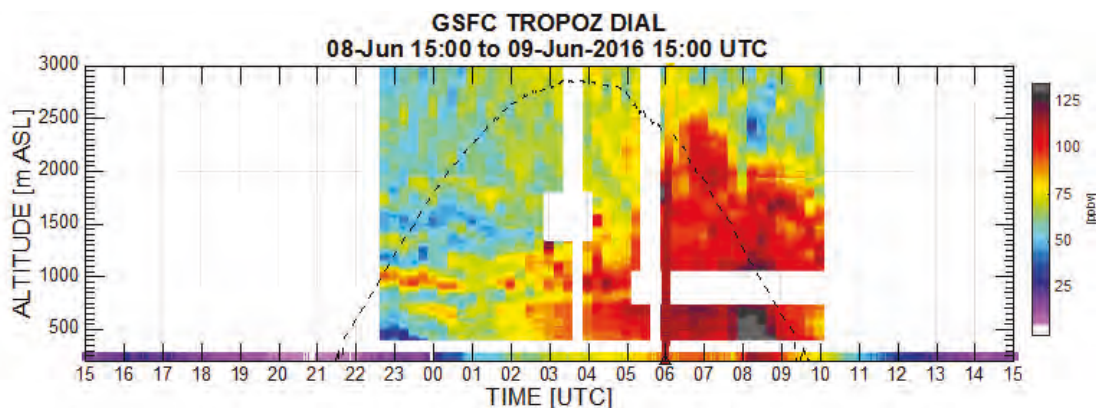 GSFC TROPOZ DIAL
08-Jun 15:00 to 09-Jun-2016 15:00 UTC
3000
2500
2000
1500
1000
500
ALTITUDE [m ASL]
15 16 17 18 19 20 21 22 23 00 01 02 03 04 05 06 07 08 09 10 11 12 13 14 15
TIME [UTC]
125
100
75
50
25
[ppbv]